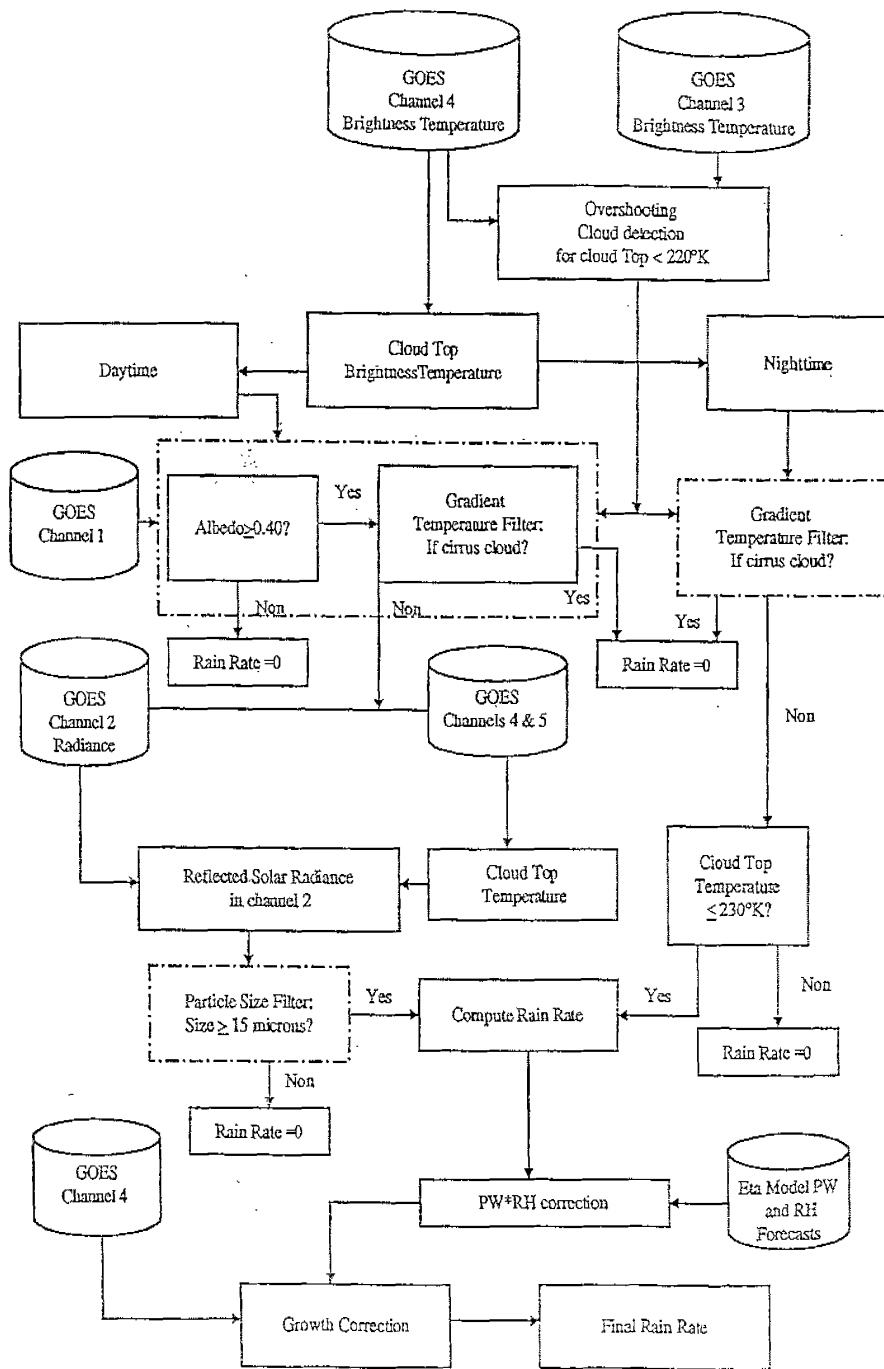 GOES
Channel 4
Brightness Temperature
GOES
Channel 3
Brightness Temperature
Overshooting
Cloud detection
for cloud Top < 220°K
Daytime
Cloud Top
BrightnessTemperature
Nighttime
GOES
Channel 1
Albedo≥0.40?
Yes
Gradient
Temperature Filter:
If cirrus cloud?
Gradient
Temperature Filter:
If cirrus cloud?
Non
Non
Yes
Yes
Rain Rate =0
Rain Rate =0
GOES
Channel 2
Radiance
GOES
Channels 4 & 5
Non
Reflected Solar Radiance
in channel 2
Cloud Top
Temperature
Cloud Top
Temperature
≤230°K?
Particle Size Filter:
Size ≥ 15 microns?
Yes
Compute Rain Rate
Yes
Non
Rain Rate =0
Non
Rain Rate =0
GOES
Channel 4
PW*RH correction
Eta Model PW
and RH
Forecasts
Growth Correction
Final Rain Rate